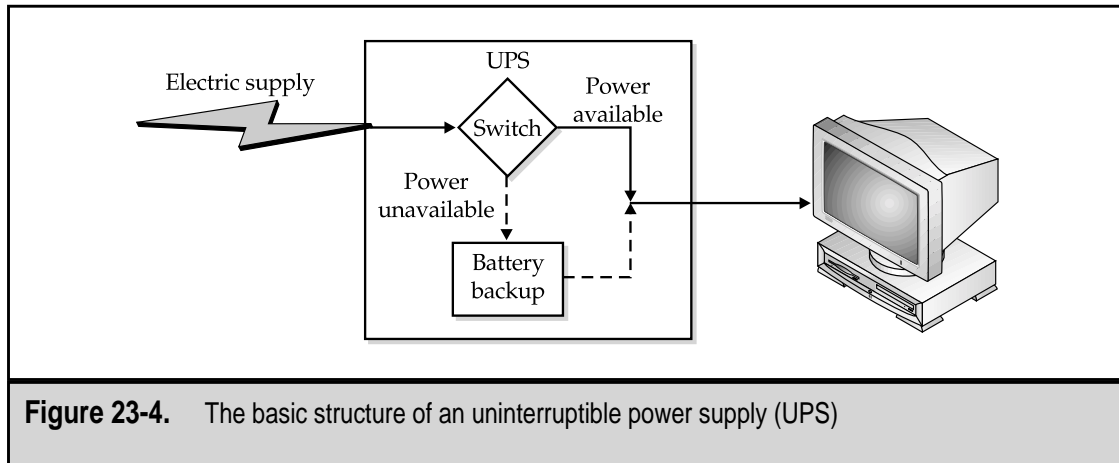 UPS
Electric supply
Power
available
Switch
Power
unavailable
Battery
backup
Figure 23-4. The basic structure of an uninterruptible power supply (UPS)